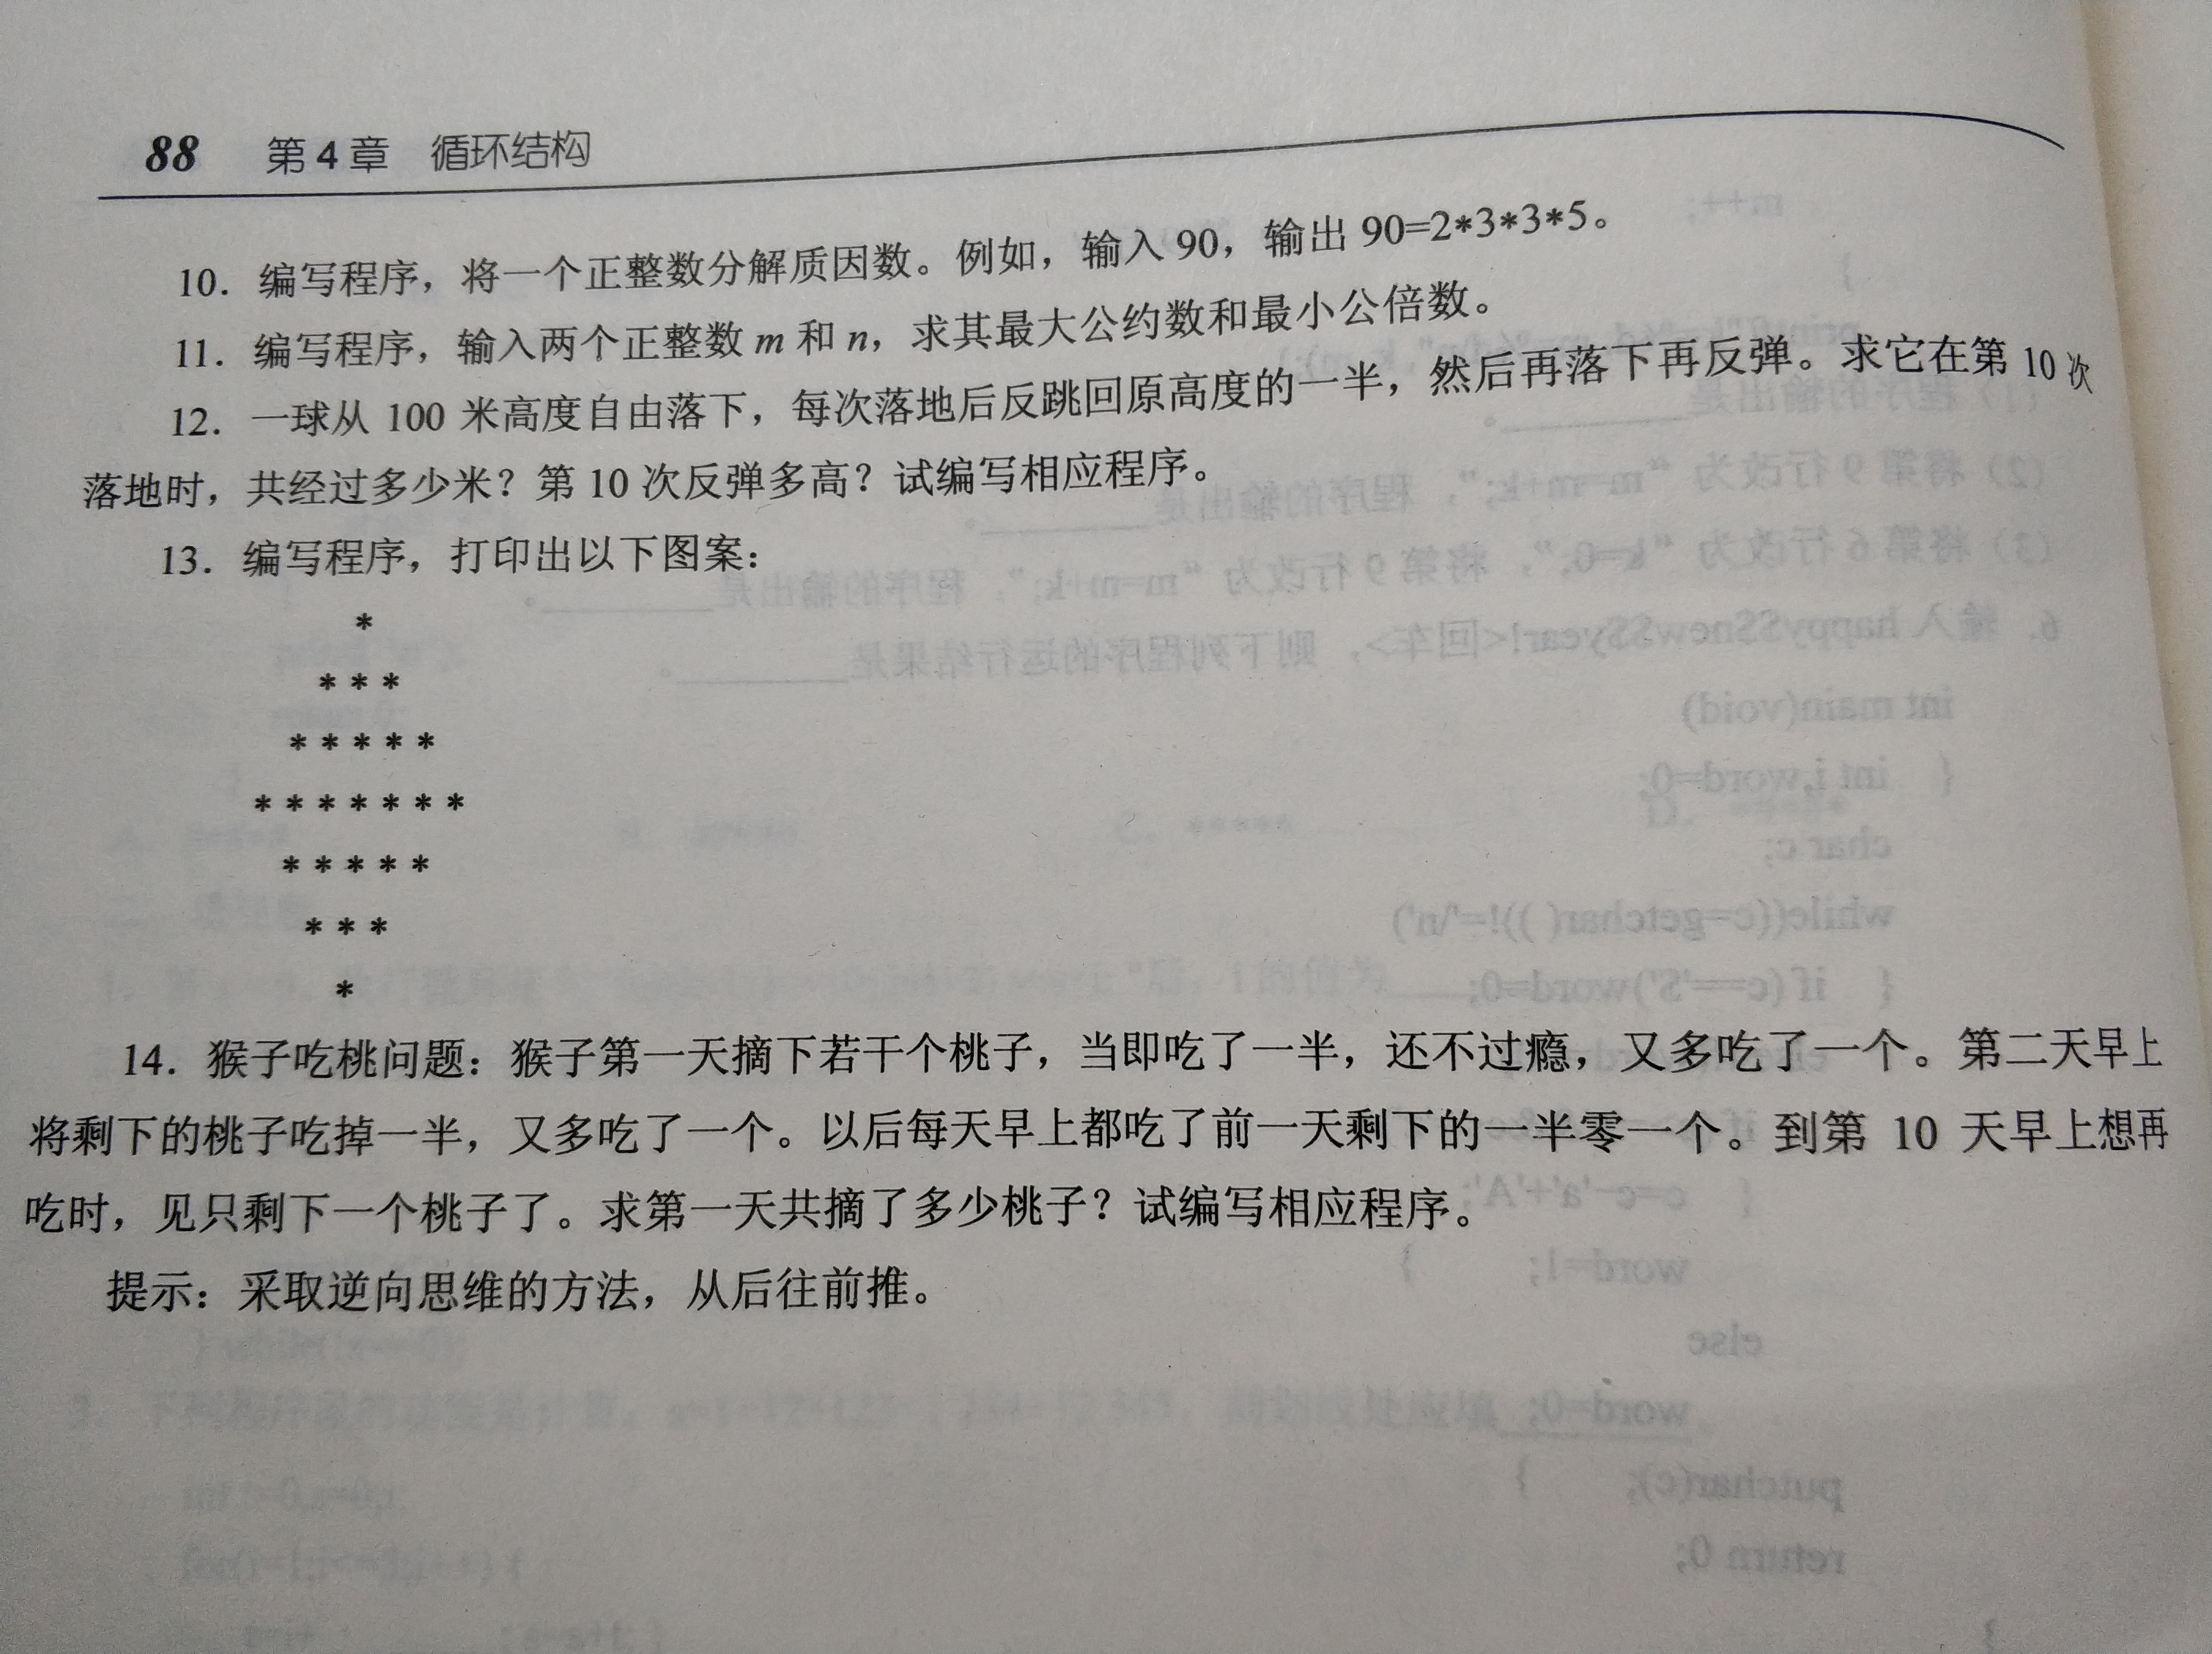 88 第4章 循环结构
10. 编写程序，将一个正整数分解质因数。例如，输入 90，输出 90=2*3*3*5。
11. 编写程序，输入两个正整数 m 和 n，求其最大公约数和最小公倍数。
12. 一球从 100 米高度自由落下，每次落地后反跳回原高度的一半，然后再落下再反弹。求它在第 10 次
落地时，共经过多少米？第 10 次反弹多高？试编写相应程序。
13. 编写程序，打印出以下图案：
*
* * *
* * * * *
* * * * * * *
* * * * *
* * *
*
14. 猴子吃桃问题：猴子第一天摘下若干个桃子，当即吃了一半，还不过瘾，又多吃了一个。第二天早上
将剩下的桃子吃掉一半，又多吃了一个。以后每天早上都吃了前一天剩下的一半零一个。到第 10 天早上想再
吃时，见只剩下一个桃子了。求第一天共摘了多少桃子？试编写相应程序。
提示：采取逆向思维的方法，从后往前推。